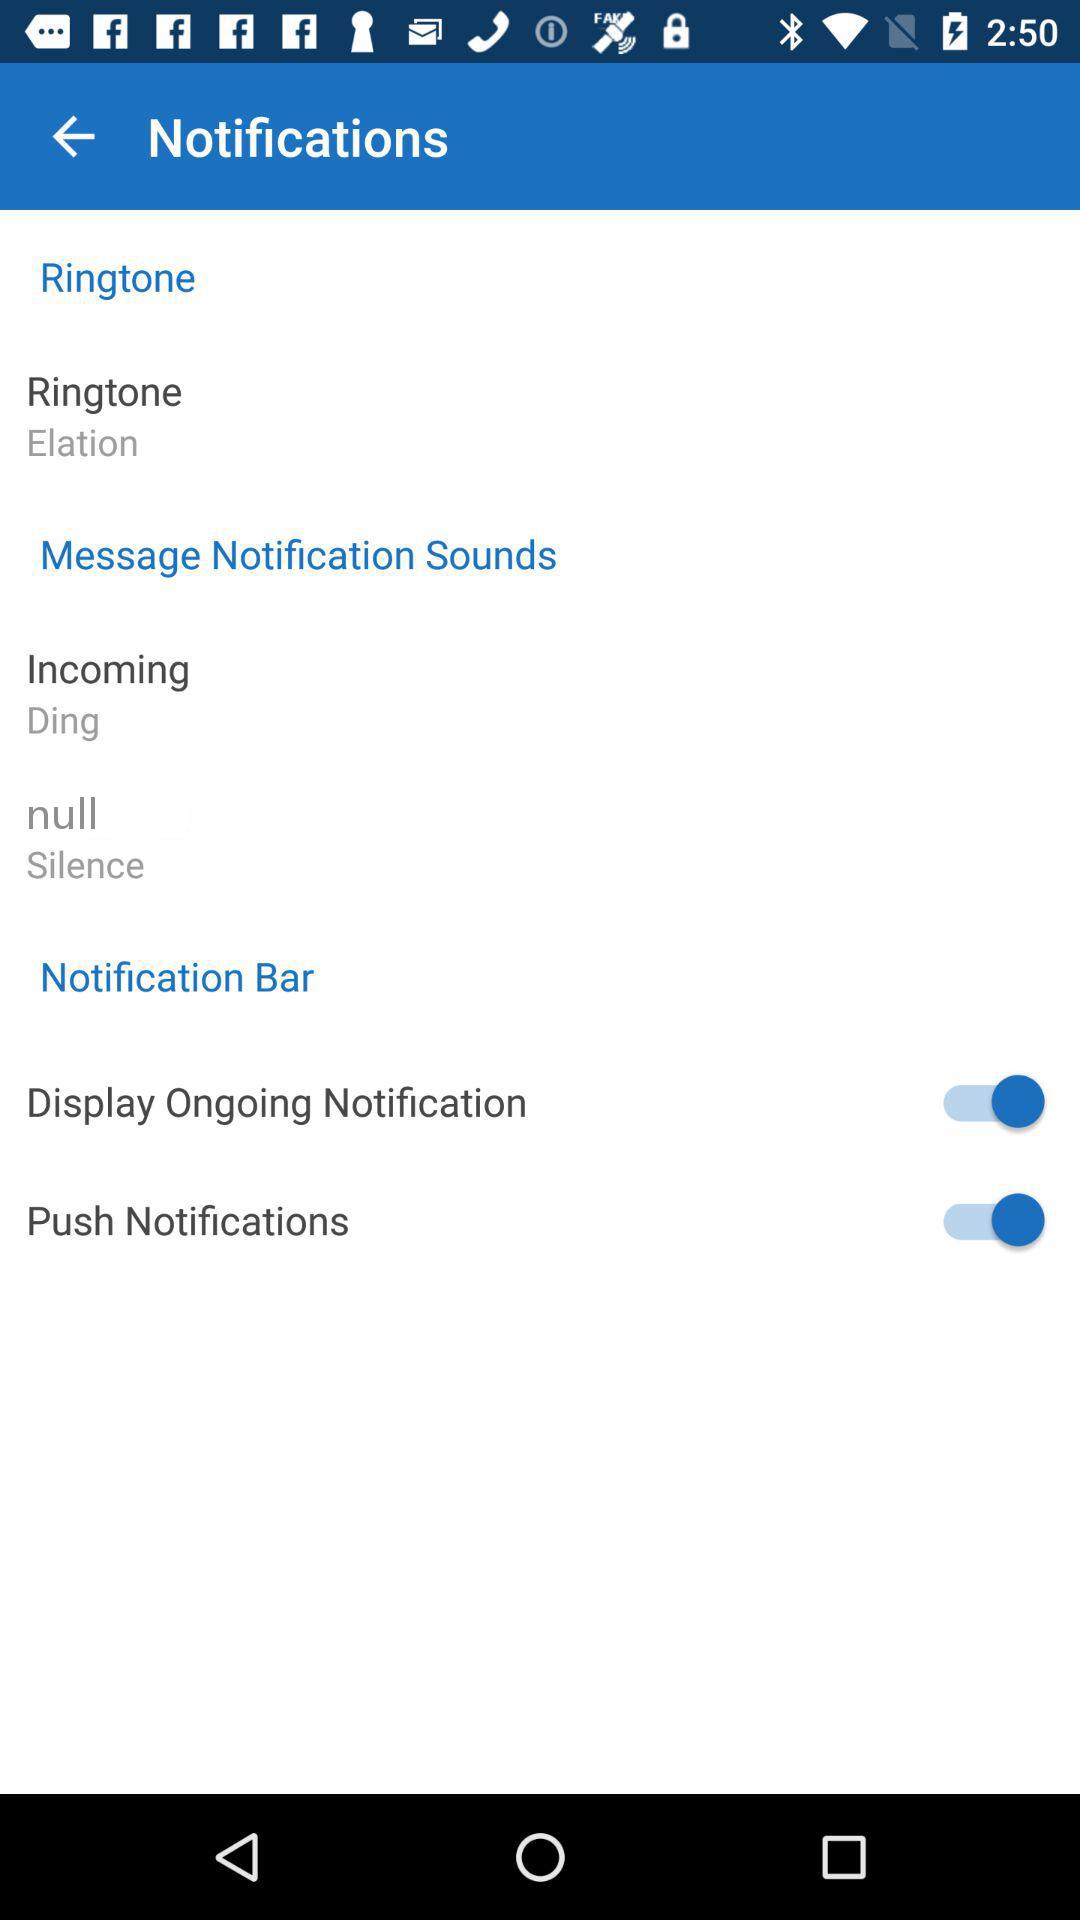 FAKE 2:50
Notifications
Ringtone
Ringtone
Elation
Message Notification Sounds
Incoming
Ding
null
Silence
Notification Bar
Display Ongoing Notification
Push Notifications